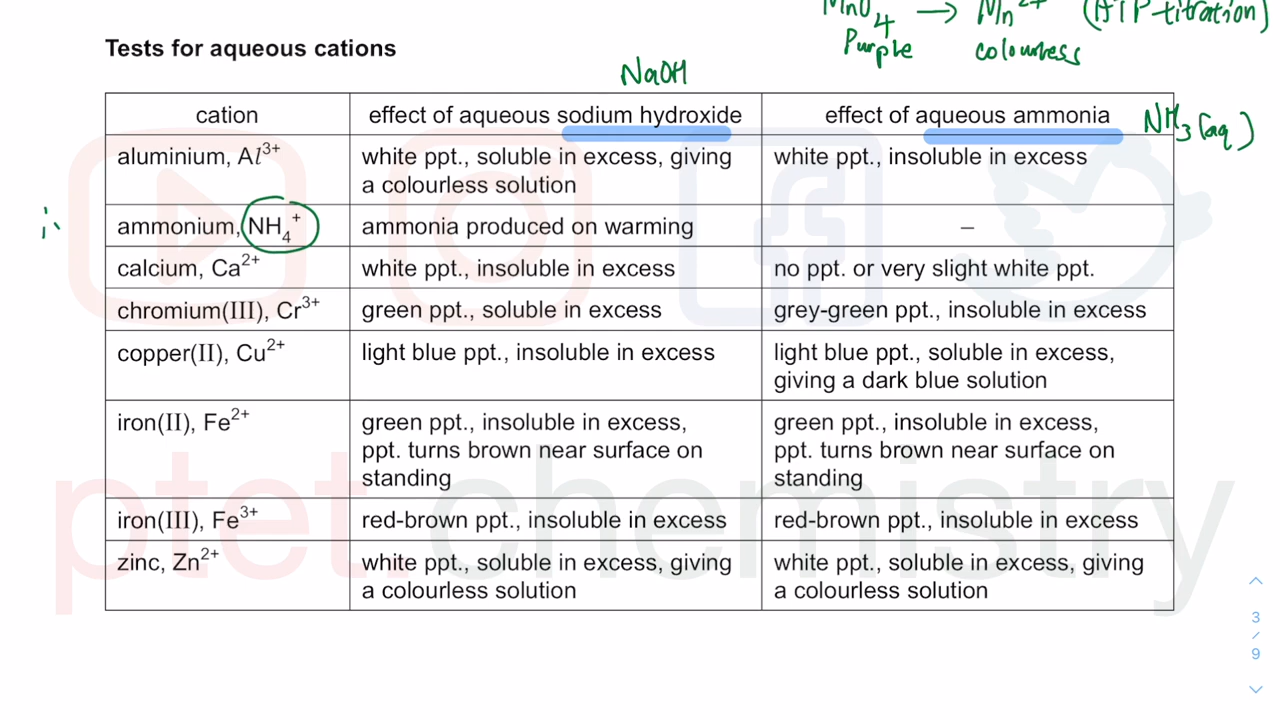 MnO4 → Mn2+ (ATP titration)
Purple colourless
Tests for aqueous cations
NaOH
cation effect of aqueous sodium hydroxide effect of aqueous ammonia NH3(aq)
aluminium, Al3+ white ppt., soluble in excess, giving white ppt., insoluble in excess
a colourless solution
ammonium, NH4+ ammonia produced on warming –
calcium, Ca2+ white ppt., insoluble in excess no ppt. or very slight white ppt.
chromium(III), Cr3+ green ppt., soluble in excess grey-green ppt., insoluble in excess
copper(II), Cu2+ light blue ppt., insoluble in excess light blue ppt., soluble in excess,
giving a dark blue solution
iron(II), Fe2+ green ppt., insoluble in excess, green ppt., insoluble in excess,
ppt. turns brown near surface on ppt. turns brown near surface on
standing standing
iron(III), Fe3+ red-brown ppt., insoluble in excess red-brown ppt., insoluble in excess
zinc, Zn2+ white ppt., soluble in excess, giving white ppt., soluble in excess, giving
a colourless solution a colourless solution
ptet.chemistry
3
/
9